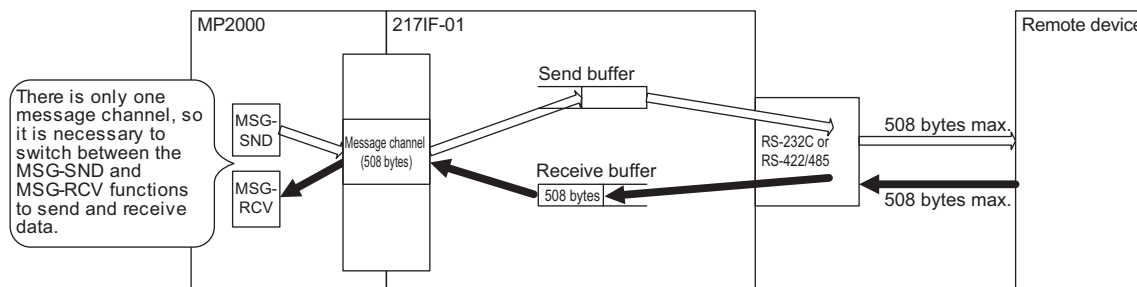 MP2000
217IF-01
Remote device
There is only one
message channel, so
it is necessary to
switch between the
MSG-SND and
MSG-RCV functions
to send and receive
data.
MSG-
SND
MSG-
RCV
Message channel
(508 bytes)
Send buffer
Receive buffer
508 bytes
RS-232C or
RS-422/485
508 bytes max.
508 bytes max.